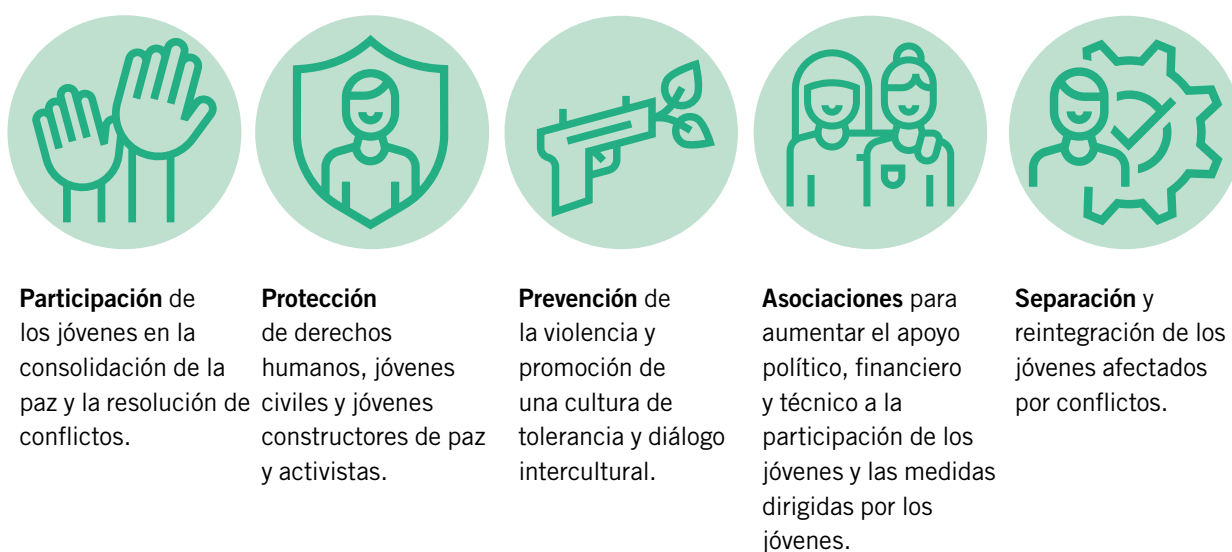 Participación de
los jóvenes en la
consolidación de la
paz y la resolución de
conflictos.
Protección
de derechos
humanos, jóvenes
civiles y jóvenes
constructores de paz
y activistas.
Prevención de
la violencia y
promoción de
una cultura de
tolerancia y diálogo
intercultural.
Asociaciones para
aumentar el apoyo
político, financiero
y técnico a la
participación de los
jóvenes y las medidas
dirigidas por los
jóvenes.
Separación y
reintegración de los
jóvenes afectados
por conflictos.